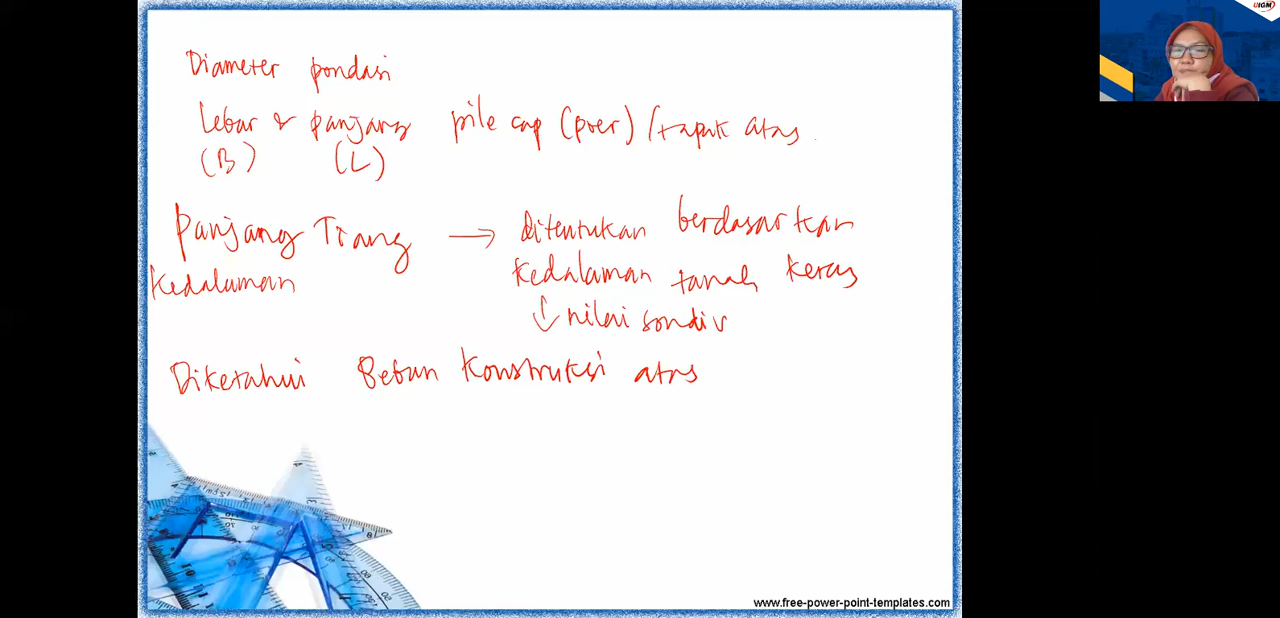 Diameter pondasi
Lebar & panjang pile cap (poer) / tapak atas.
(B) (L)
Panjang Tiang → Ditentukan berdasarkan
kedalaman kedalaman tanah keras
↓ nilai sondir
Diketahui Beban Konstruksi atas
www.free-power-point-templates.com
UIGM